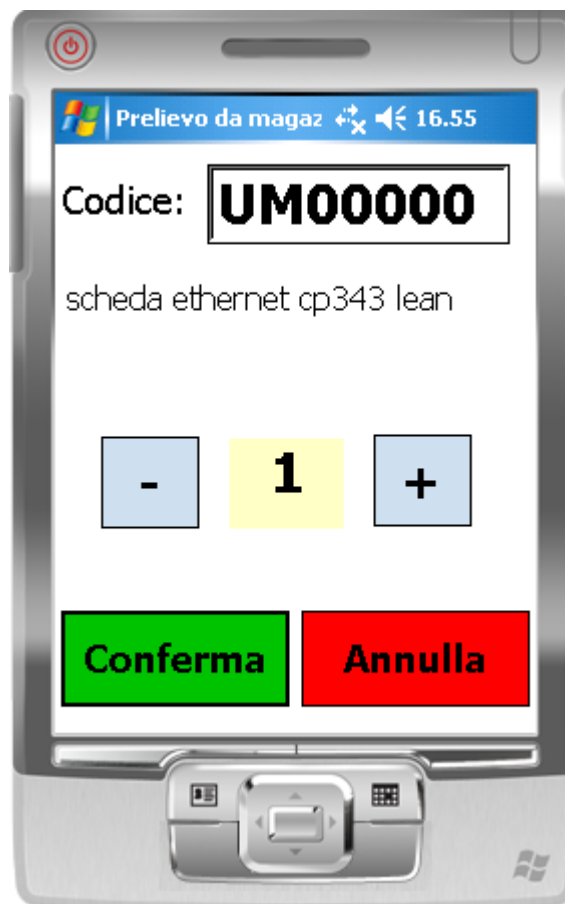 Prelievo da magaz 16.55
Codice: UM00000
scheda ethernet cp343 lean
- 1 +
Conferma Annulla